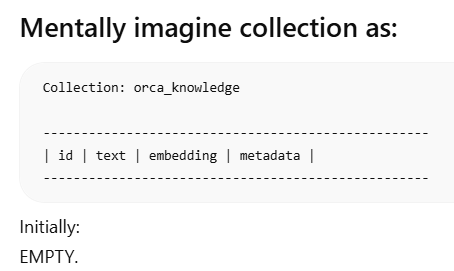 Mentally imagine collection as:
Collection: orca_knowledge
-------------------------------------------------
| id | text | embedding | metadata |
-------------------------------------------------
Initially:
EMPTY.